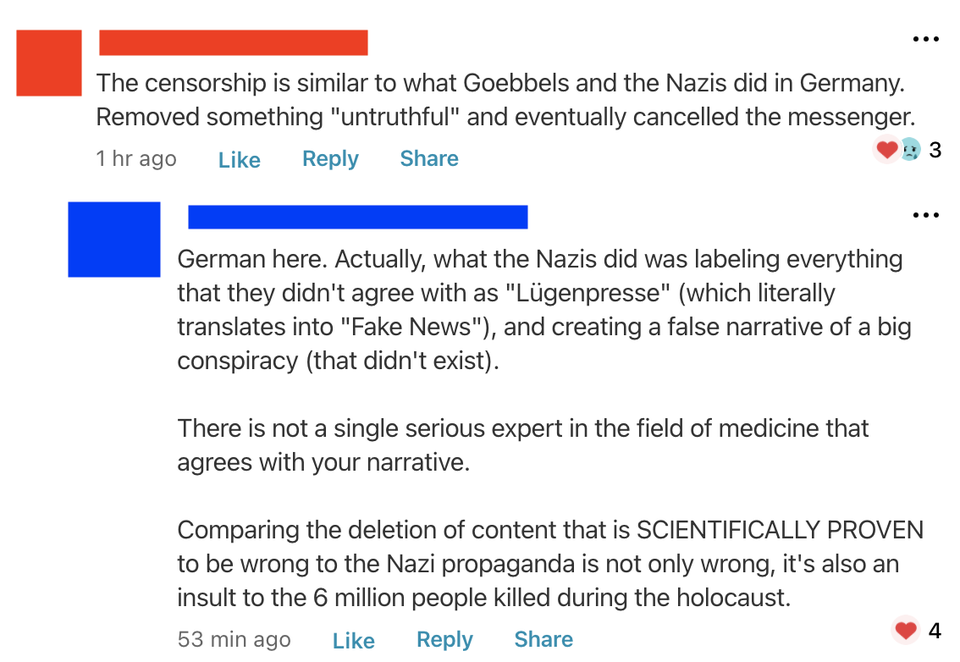 The censorship is similar to what Goebbels and the Nazis did in Germany.
Removed something "untruthful" and eventually cancelled the messenger.
1 hr ago Like Reply Share 3
German here. Actually, what the Nazis did was labeling everything
that they didn't agree with as "Lügenpresse" (which literally
translates into "Fake News"), and creating a false narrative of a big
conspiracy (that didn't exist).
There is not a single serious expert in the field of medicine that
agrees with your narrative.
Comparing the deletion of content that is SCIENTIFICALLY PROVEN
to be wrong to the Nazi propaganda is not only wrong, it's also an
insult to the 6 million people killed during the holocaust.
53 min ago Like Reply Share 4